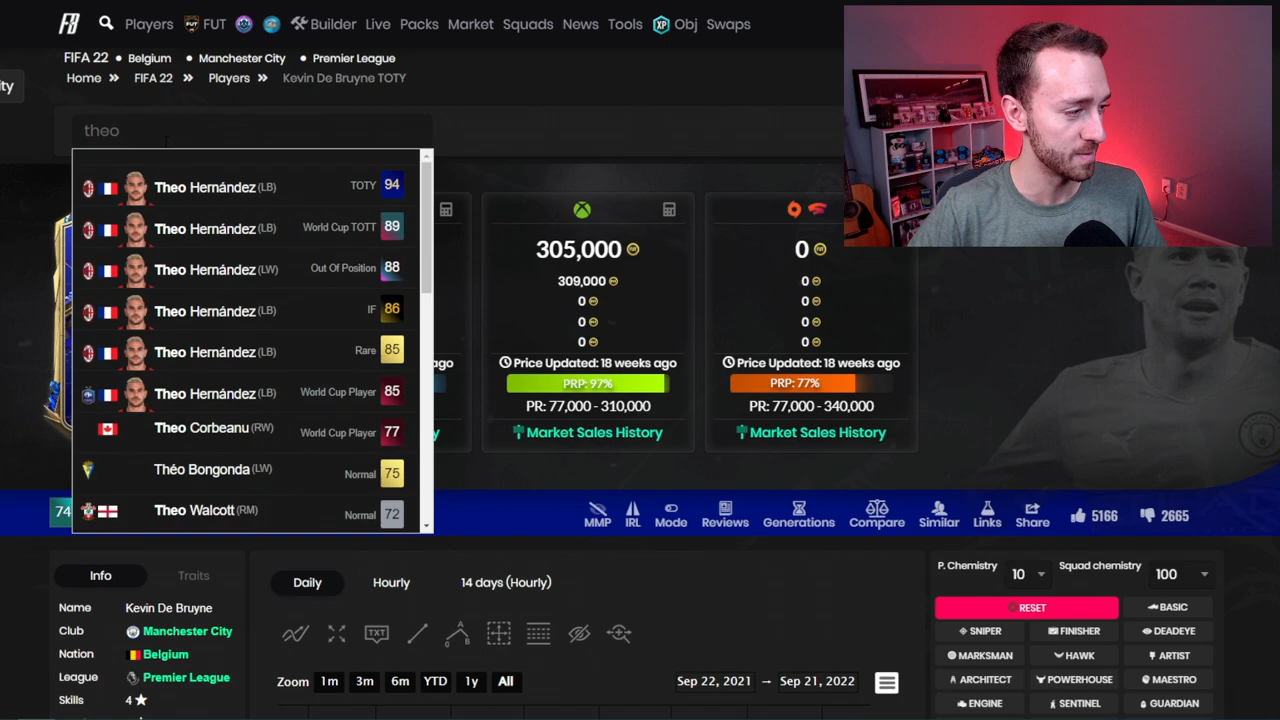 Players FUT Builder Live Packs Market Squads News Tools XP Obj Swaps
FIFA 22 • Belgium • Manchester City • Premier League
Home » FIFA 22 » Players » Kevin De Bruyne TOTY
ty
theo
Theo Hernández (LB) TOTY 94
Theo Hernández (LB) World Cup TOTT 89
Theo Hernández (LW) Out Of Position 88
Theo Hernández (LB) IF 86
Theo Hernández (LB) Rare 85
Theo Hernández (LB) World Cup Player 85
Theo Corbeanu (RW) World Cup Player 77
Théo Bongonda (LW) Normal 75
Theo Walcott (RM) Normal 72
ago
y
305,000
309,000
0
0
0
Price Updated: 18 weeks ago
PRP: 97%
PR: 77,000 - 310,000
Market Sales History
0
0
0
0
0
Price Updated: 18 weeks ago
PRP: 77%
PR: 77,000 - 340,000
Market Sales History
74
MMP IRL Mode Reviews Generations Compare Similar Links Share 5166 2665
Info Traits
Name Kevin De Bruyne
Club Manchester City
Nation Belgium
League Premier League
Skills 4
Daily Hourly 14 days (Hourly)
TXT
Zoom 1m 3m 6m YTD 1y All Sep 22, 2021 → Sep 21, 2022
P. Chemistry 10 Squad chemistry 100
RESET BASIC
SNIPER FINISHER DEADEYE
MARKSMAN HAWK ARTIST
ARCHITECT POWERHOUSE MAESTRO
ENGINE SENTINEL GUARDIAN